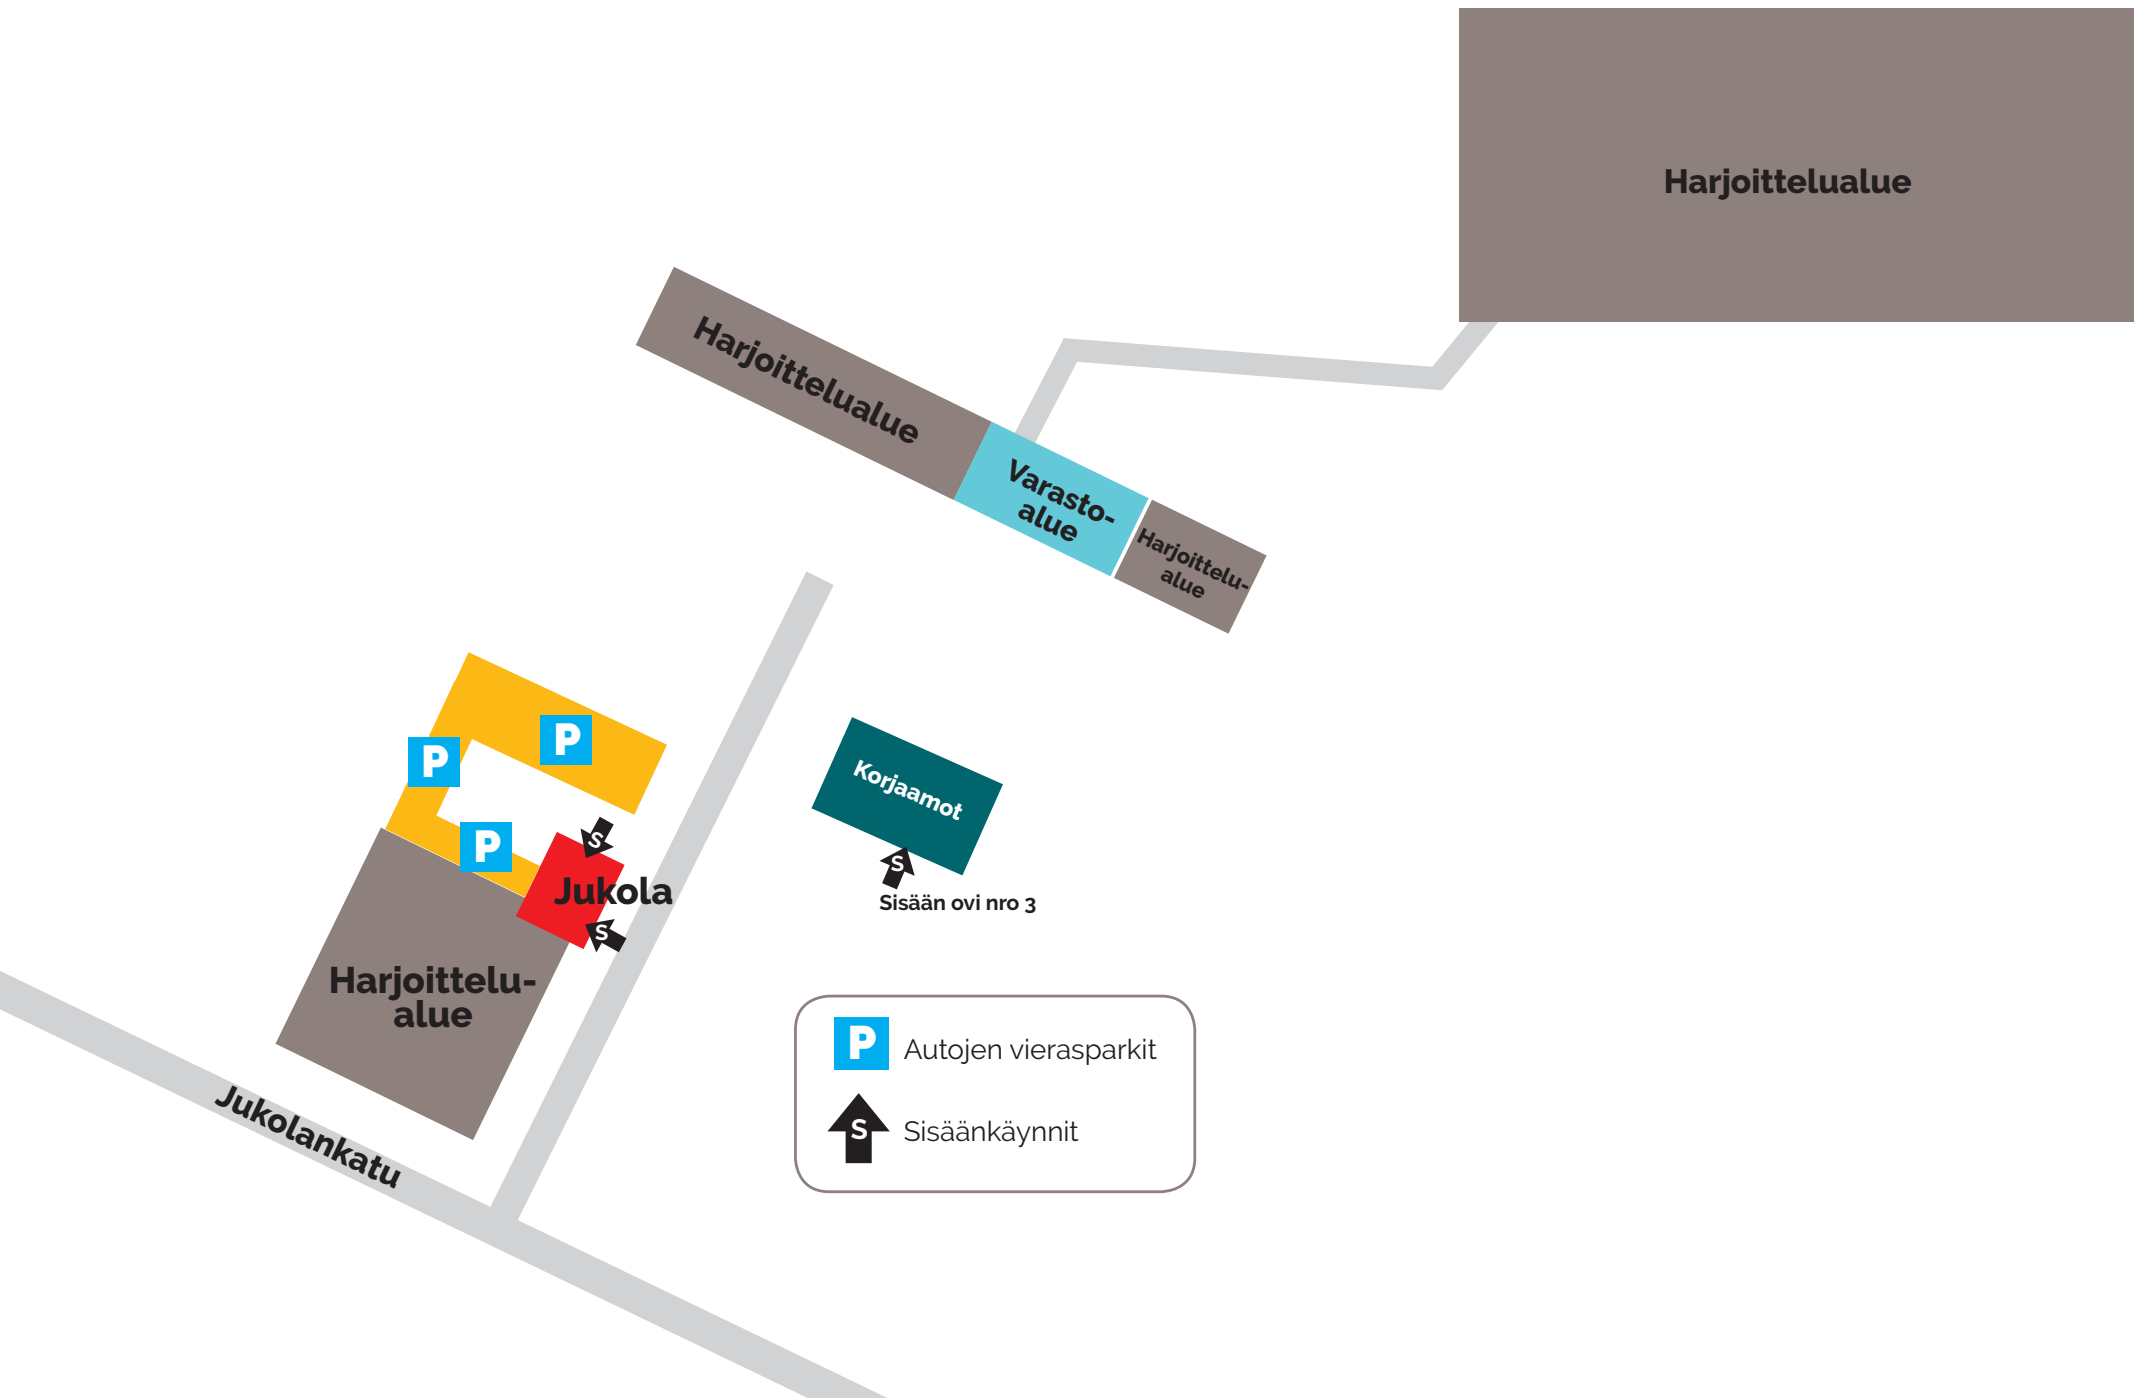 Harjoittelualue
Harjoittelualue
Varasto-
alue
Harjoittelu-
alue
P
P
P
Korjaamot
S
S
Jukola
S
Sisään ovi nro 3
Harjoittelu-
alue
Jukolankatu
P Autojen vierasparkit
S Sisäänkäynnit